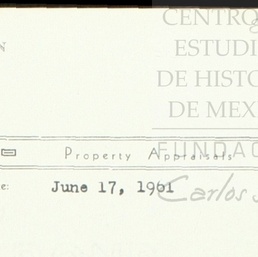 CENTRO
ESTUDI
DE HISTO
DE MEX
FUNDAC
Property Appraisals
e: June 17, 1961
Carlos